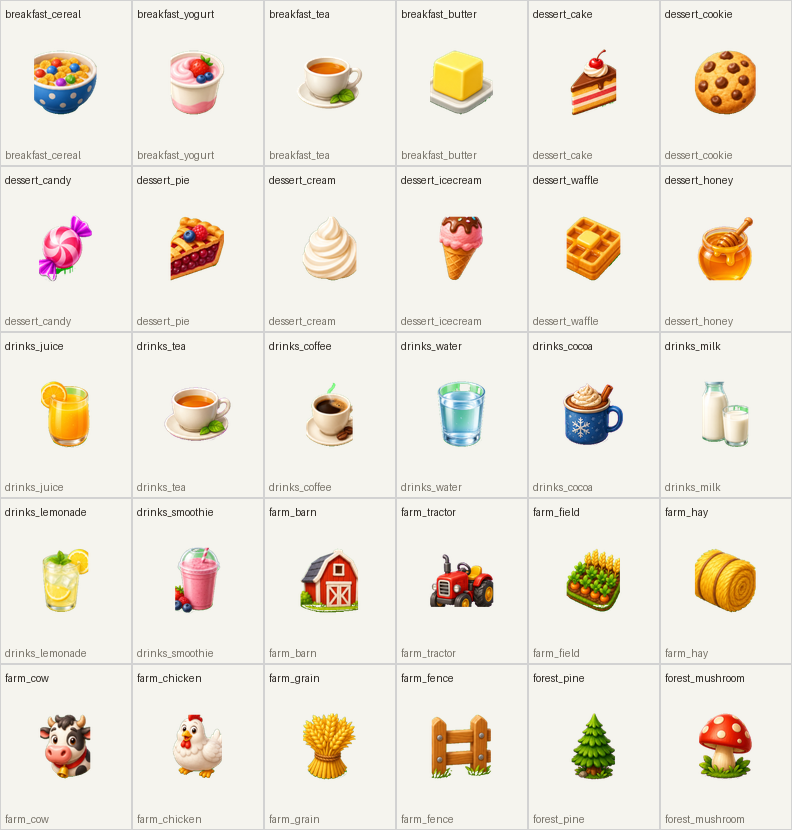 breakfast_cereal
breakfast_yogurt
breakfast_tea
breakfast_butter
dessert_cake
dessert_cookie
breakfast_cereal
breakfast_yogurt
breakfast_tea
breakfast_butter
dessert_cake
dessert_cookie
dessert_candy
dessert_pie
dessert_cream
dessert_icecream
dessert_waffle
dessert_honey
dessert_candy
dessert_pie
dessert_cream
dessert_icecream
dessert_waffle
dessert_honey
drinks_juice
drinks_tea
drinks_coffee
drinks_water
drinks_cocoa
drinks_milk
drinks_juice
drinks_tea
drinks_coffee
drinks_water
drinks_cocoa
drinks_milk
drinks_lemonade
drinks_smoothie
farm_barn
farm_tractor
farm_field
farm_hay
drinks_lemonade
drinks_smoothie
farm_barn
farm_tractor
farm_field
farm_hay
farm_cow
farm_chicken
farm_grain
farm_fence
forest_pine
forest_mushroom
farm_cow
farm_chicken
farm_grain
farm_fence
forest_pine
forest_mushroom